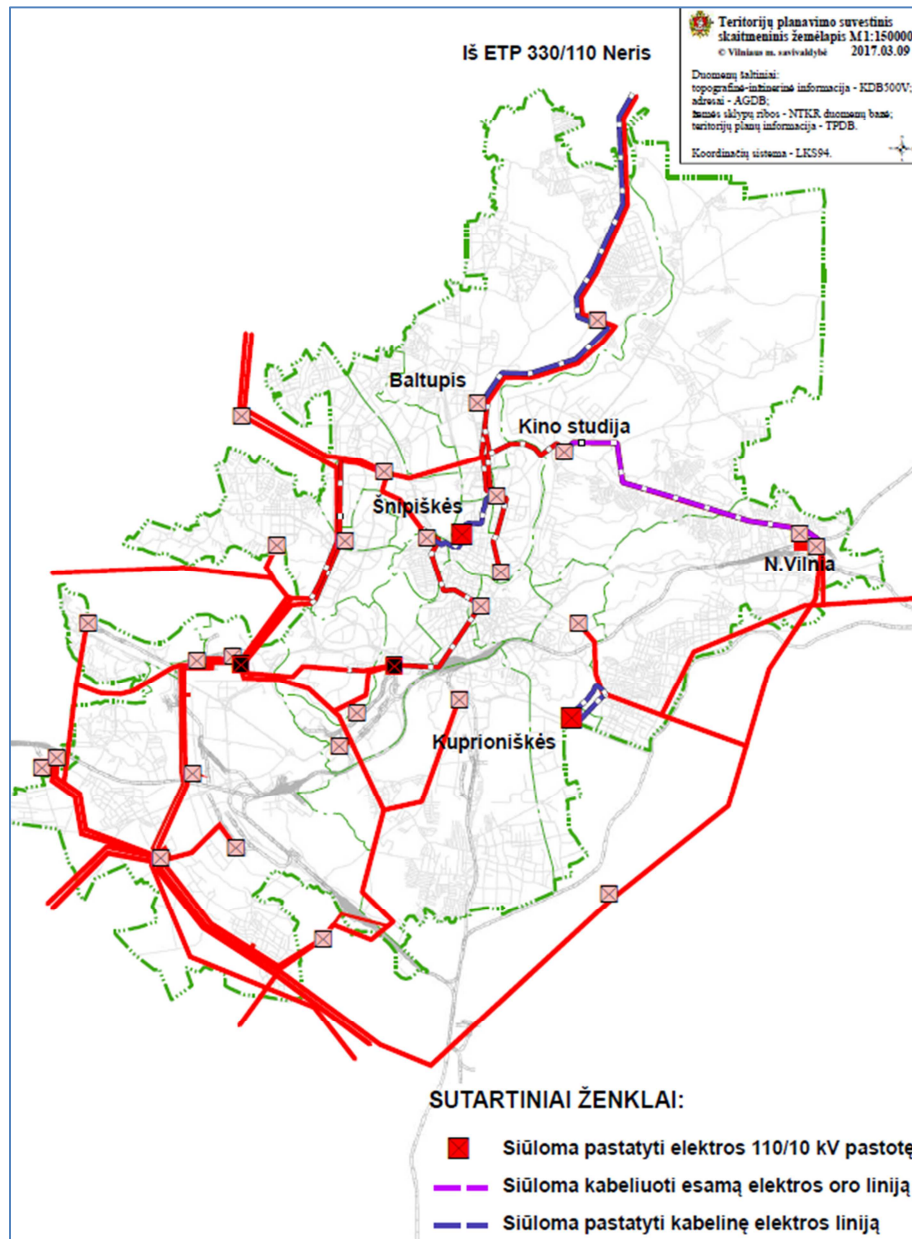 Teritorijų planavimo suvestinis
skaitmeninis žemėlapis M1:150000
© Vilniaus m. savivaldybė 2017.03.09
Duomenų šaltiniai:
topografinė-inžinerinė informacija - KDB500V;
adresai - AGDB;
žemės sklypų ribos - NTKR duomenų bazė;
teritorijų planų informacija - TPDB.
Koordinačių sistema - LKS94.
Iš ETP 330/110 Neris
Baltupis
Kino studija
Šnipiškės
N.Vilnia
Kuprioniškės
SUTARTINIAI ŽENKLAI:
Siūloma pastatyti elektros 110/10 kV pastotę
Siūloma kabeliuoti esamą elektros oro liniją
Siūloma pastatyti kabelinę elektros liniją